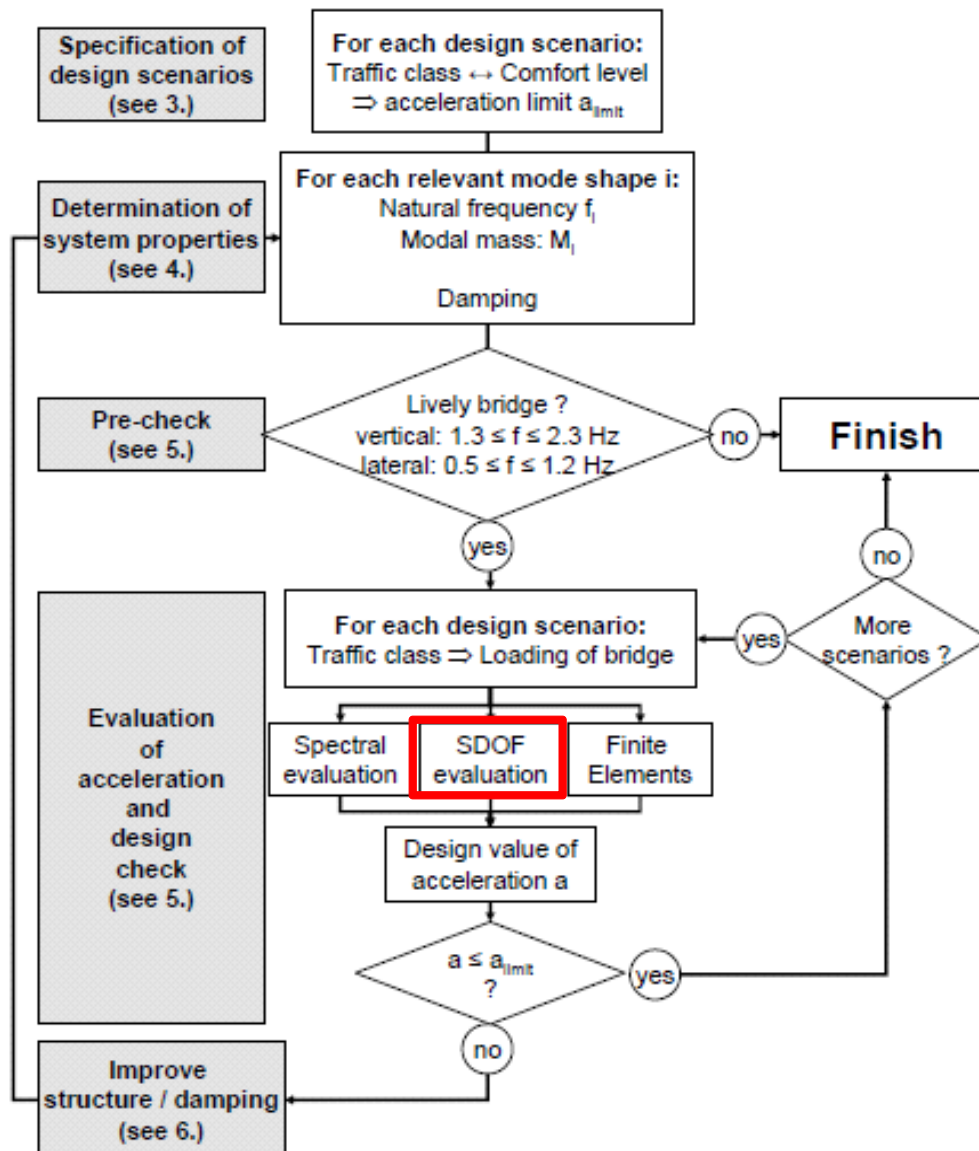 Specification of
design scenarios
(see 3.)
For each design scenario:
Traffic class ↔ Comfort level
⇒ acceleration limit a_limit
Determination of
system properties
(see 4.)
For each relevant mode shape i:
Natural frequency f_i
Modal mass: M_i
Damping
Pre-check
(see 5.)
Lively bridge ?
vertical: 1.3 ≤ f ≤ 2.3 Hz
lateral: 0.5 ≤ f ≤ 1.2 Hz
no
Finish
yes
no
Evaluation
of
acceleration
and
design
check
(see 5.)
For each design scenario:
Traffic class ⇒ Loading of bridge
yes
More
scenarios ?
Spectral
evaluation
SDOF
evaluation
Finite
Elements
Design value of
acceleration a
a ≤ a_limit
?
yes
no
Improve
structure / damping
(see 6.)